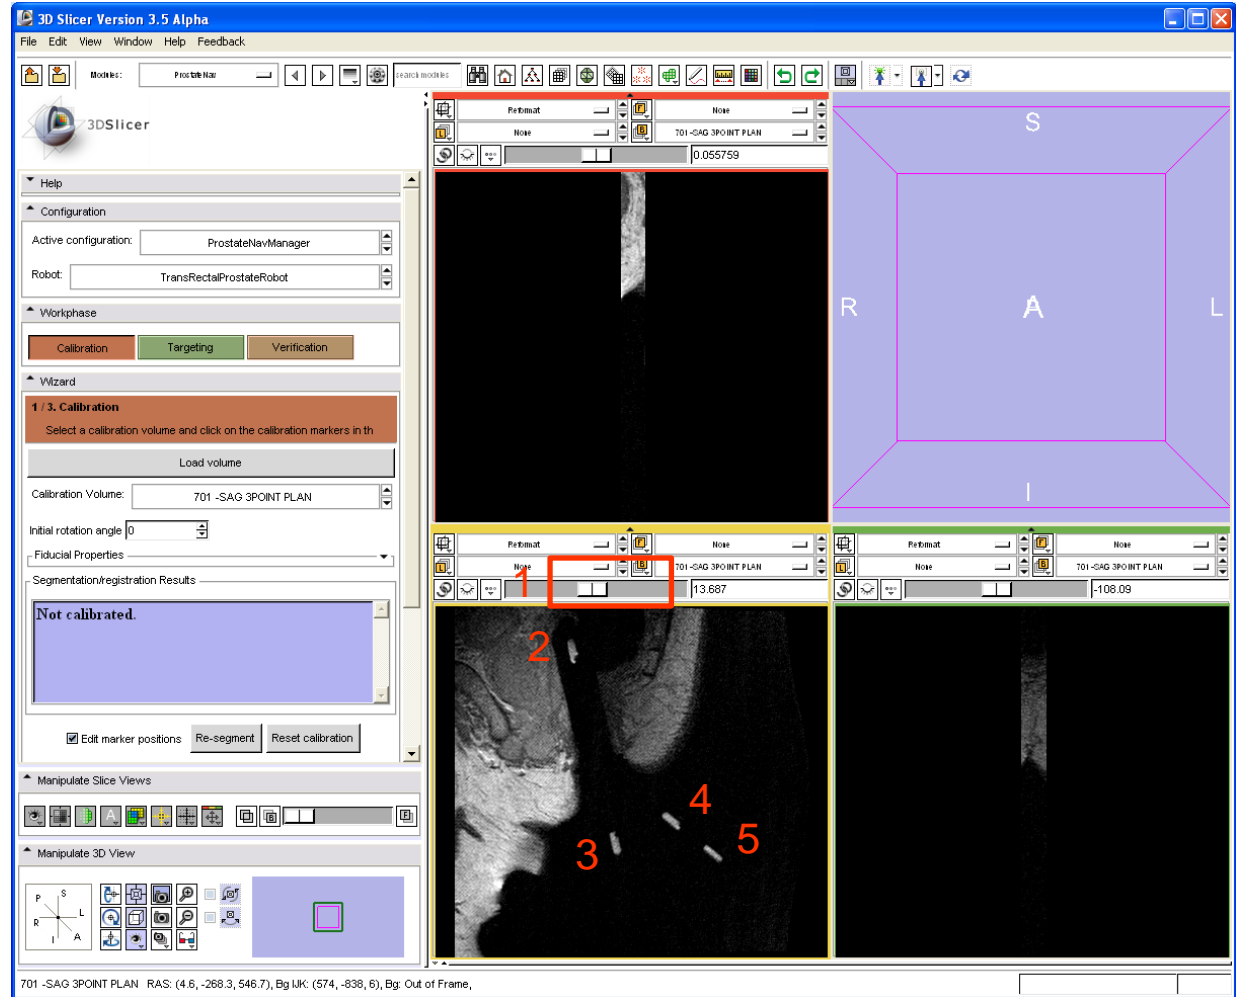 3D Slicer Version 3.5 Alpha
File Edit View Window Help Feedback
Modules: ProstateNav search modules
3DSlicer
Help
Configuration
Active configuration: ProstateNavManager
Robot: TransRectalProstateRobot
Workphase
Calibration Targeting Verification
Wizard
1 / 3. Calibration
Select a calibration volume and click on the calibration markers in th
Load volume
Calibration Volume: 701 -SAG 3POINT PLAN
Initial rotation angle 0
Fiducial Properties
Segmentation/registration Results
Not calibrated.
Edit marker positions Re-segment Reset calibration
Manipulate Slice Views
Manipulate 3D View
P S
R L
I A
Reformat None
None 701 -SAG 3POINT PLAN
0.055759
S
R A L
I
Reformat None
None 701 -SAG 3POINT PLAN
1 13.687
2
3
4
5
Reformat None
None 701 -SAG 3POINT PLAN
-108.09
701 -SAG 3POINT PLAN RAS: (4.6, -268.3, 546.7), Bg IJK: (574, -838, 6), Bg: Out of Frame,